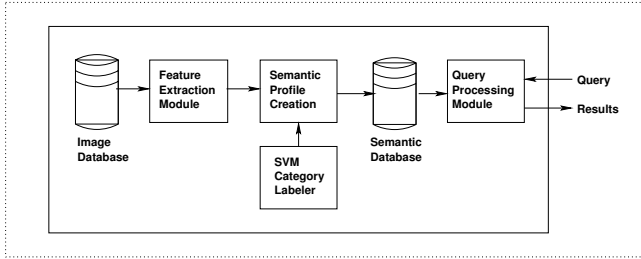 Feature
Extraction
Module
Semantic
Profile
Creation
Query
Processing
Module
Query
Results
Image
Database
Semantic
Database
SVM
Category
Labeler